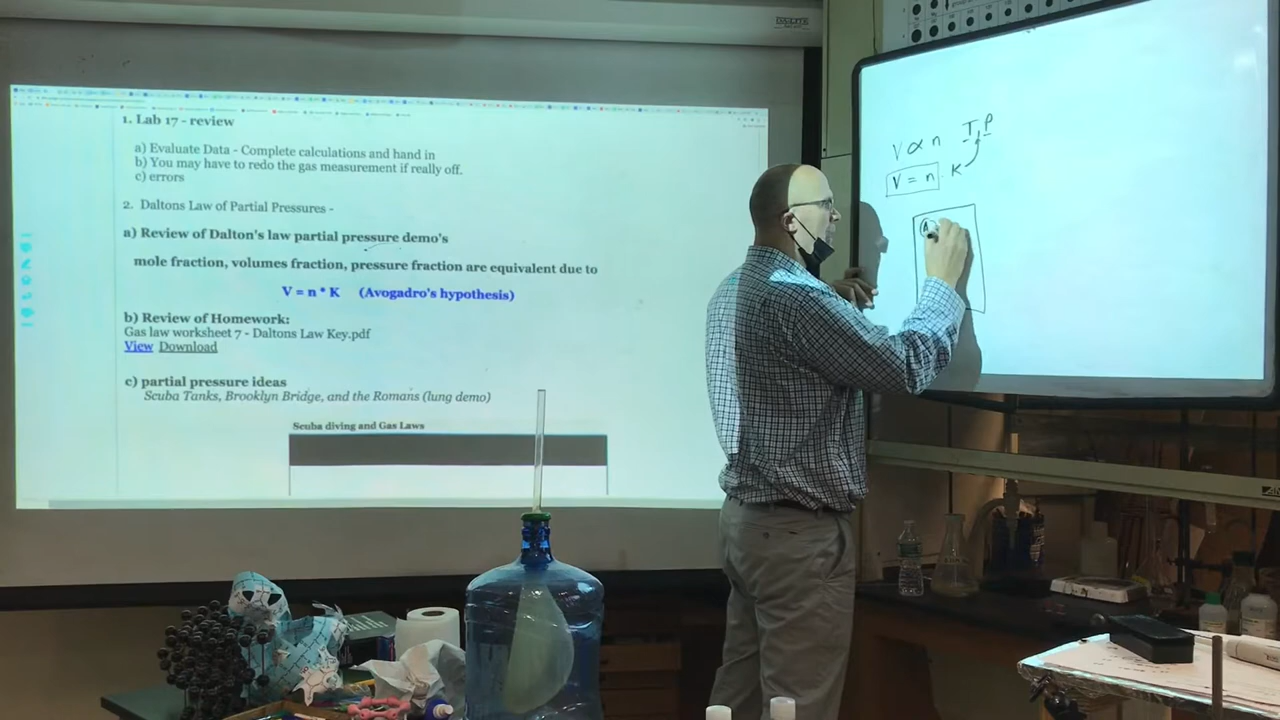 1. Lab 17 - review
a) Evaluate Data - Complete calculations and hand in
b) You may have to redo the gas measurement if really off.
c) errors
2. Daltons Law of Partial Pressures -
a) Review of Dalton's law partial pressure demo's
mole fraction, volumes fraction, pressure fraction are equivalent due to
V = n * K (Avogadro's hypothesis)
b) Review of Homework:
Gas law worksheet 7 - Daltons Law Key.pdf
View Download
c) partial pressure ideas
Scuba Tanks, Brooklyn Bridge, and the Romans (lung demo)
Scuba diving and Gas Laws
V ∝ n T, P
V = n · K
A